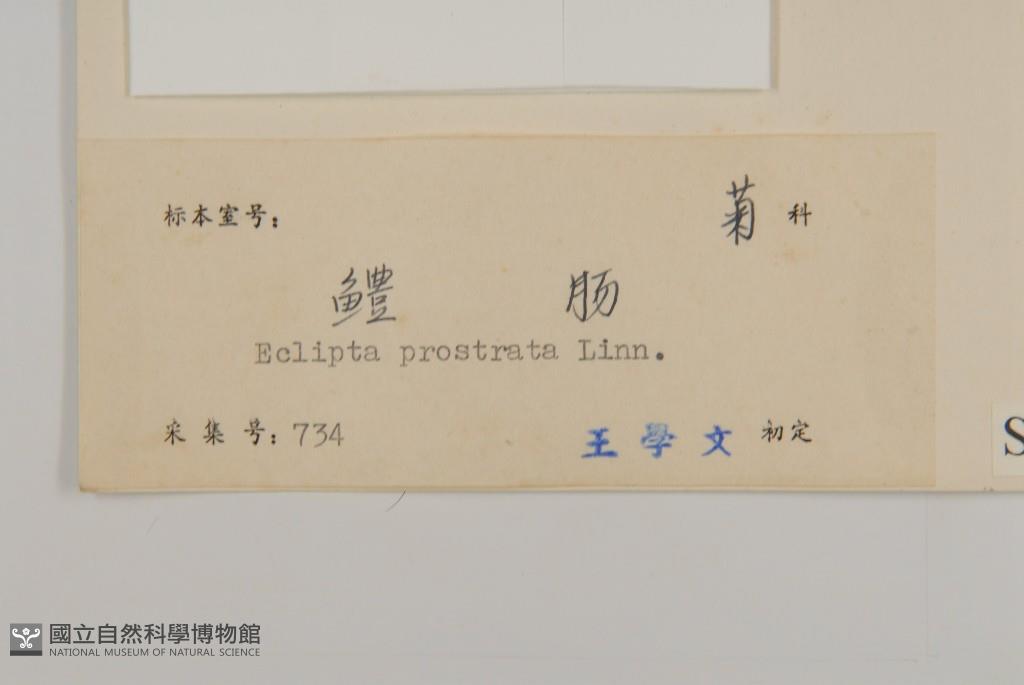 标本室号: 菊 科
鳢 肠
Eclipta prostrata Linn.
采集号: 734 王學文 初定
S
國立自然科學博物館
NATIONAL MUSEUM OF NATURAL SCIENCE